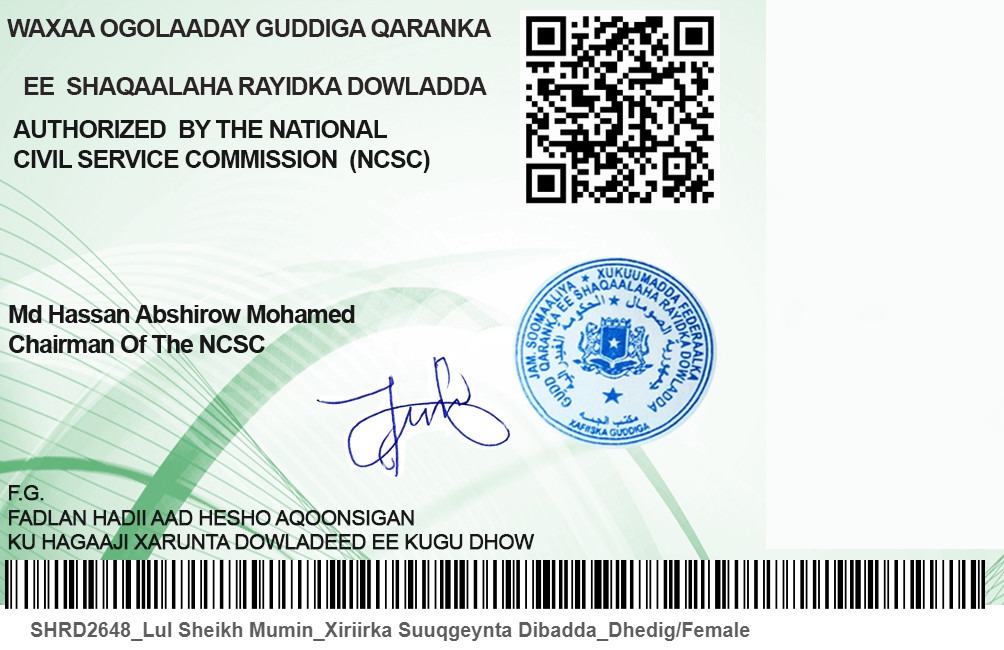 WAXAA OGOLAADAY GUDDIGA QARANKA
EE SHAQAALAHA RAYIDKA DOWLADDA
AUTHORIZED BY THE NATIONAL
CIVIL SERVICE COMMISSION (NCSC)
Md Hassan Abshirow Mohamed
Chairman Of The NCSC
JAM. SOOMAALIYA ★ XUKUUMADDA FEDERAALKA
GUDD QARANKA EE SHAQAALAHA RAYIDKA DOWLADDA
XAFIISKA GUDDIGA
F.G.
FADLAN HADII AAD HESHO AQOONSIGAN
KU HAGAAJI XARUNTA DOWLADEED EE KUGU DHOW
SHRD2648_Lul Sheikh Mumin_Xiriirka Suuqgeynta Dibadda_Dhedig/Female